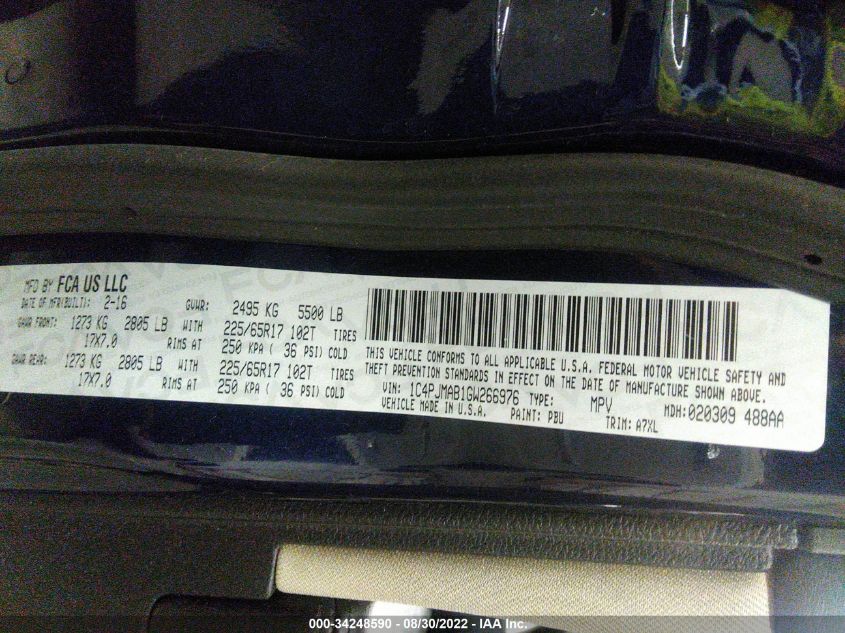 MFD BY FCA US LLC
DATE OF MFR(BUILT): 2-16 GVWR: 2495 KG 5500 LB
GAWR FRONT: 1273 KG 2805 LB WITH 225/65R17 102T TIRES
17X7.0 RIMS AT 250 KPA ( 36 PSI) COLD
GAWR REAR: 1273 KG 2805 LB WITH 225/65R17 102T TIRES
17X7.0 RIMS AT 250 KPA ( 36 PSI) COLD
THIS VEHICLE CONFORMS TO ALL APPLICABLE U.S.A. FEDERAL MOTOR VEHICLE SAFETY AND
THEFT PREVENTION STANDARDS IN EFFECT ON THE DATE OF MANUFACTURE SHOWN ABOVE.
VIN: 1C4PJMAB1GW266976 TYPE: MPV MDH: 020309 488AA
VEHICLE MADE IN U.S.A. PAINT: PBU TRIM: A7XL
000-34248590 - 08/30/2022 - IAA Inc.